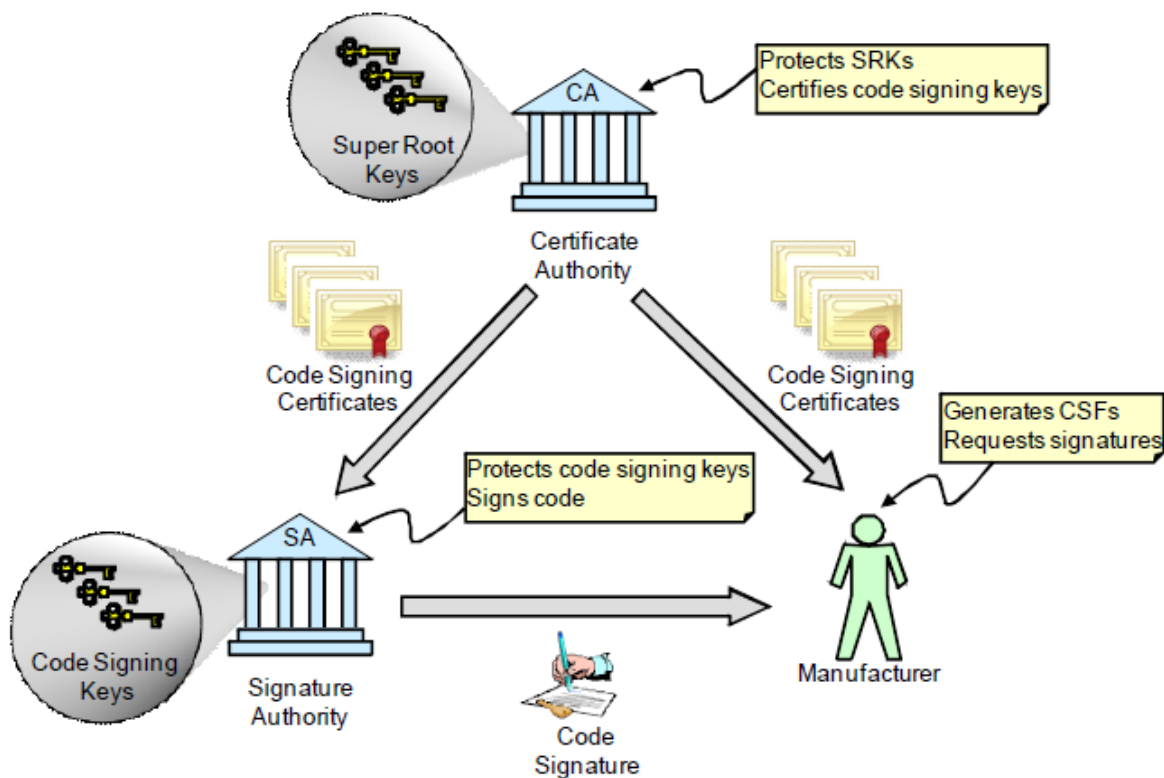 Protects SRKs
Certifies code signing keys
CA
Super Root
Keys
Certificate
Authority
Code Signing
Certificates
Code Signing
Certificates
Generates CSFs
Requests signatures
Protects code signing keys
Signs code
SA
Code Signing
Keys
Signature
Authority
Manufacturer
Code
Signature